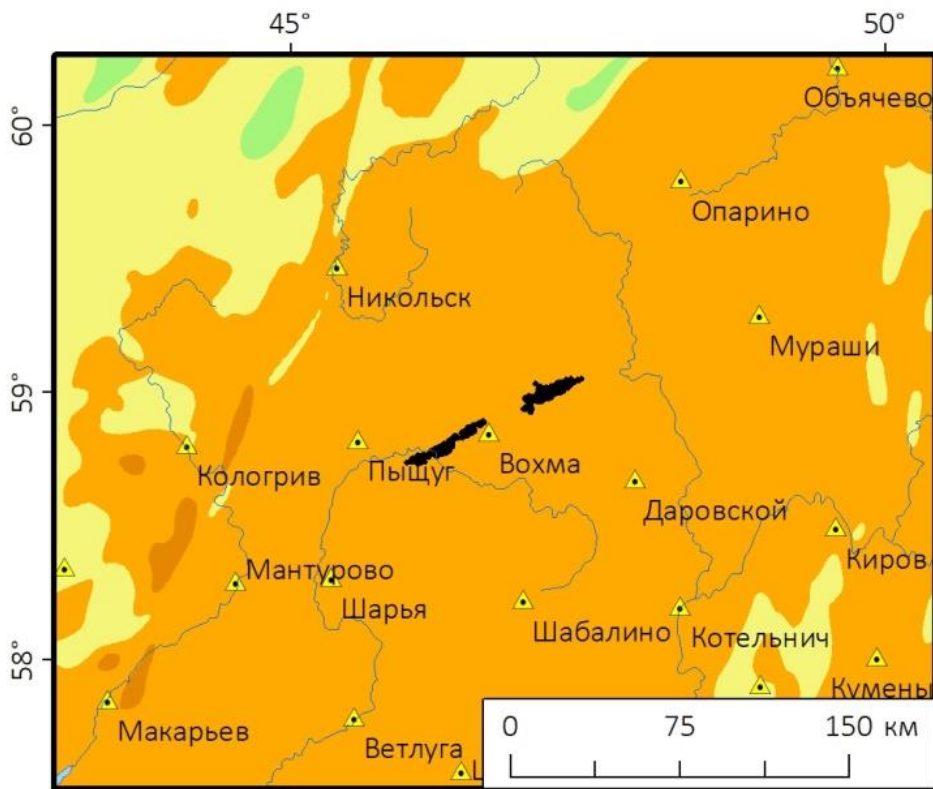 45°
50°
60°
59°
58°
Объячево
Опарино
Никольск
Мураши
Кологрив
Пыщуг
Вохма
Даровской
Киров
Мантурово
Шарья
Шабалино
Котельнич
Кумены
Макарьев
Ветлуга
0 75 150 км